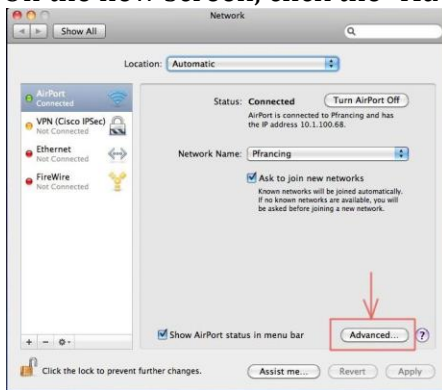 Network
Show All
Location: Automatic
AirPort
Connected
VPN (Cisco IPSec)
Not Connected
Ethernet
Not Connected
FireWire
Not Connected
Status: Connected
Turn AirPort Off
AirPort is connected to Pfrancing and has
the IP address 10.1.100.68.
Network Name: Pfrancing
Ask to join new networks
Known networks will be joined automatically.
If no known networks are available, you will
be asked before joining a new network.
Show AirPort status in menu bar
Advanced...
?
Click the lock to prevent further changes.
Assist me...
Revert
Apply